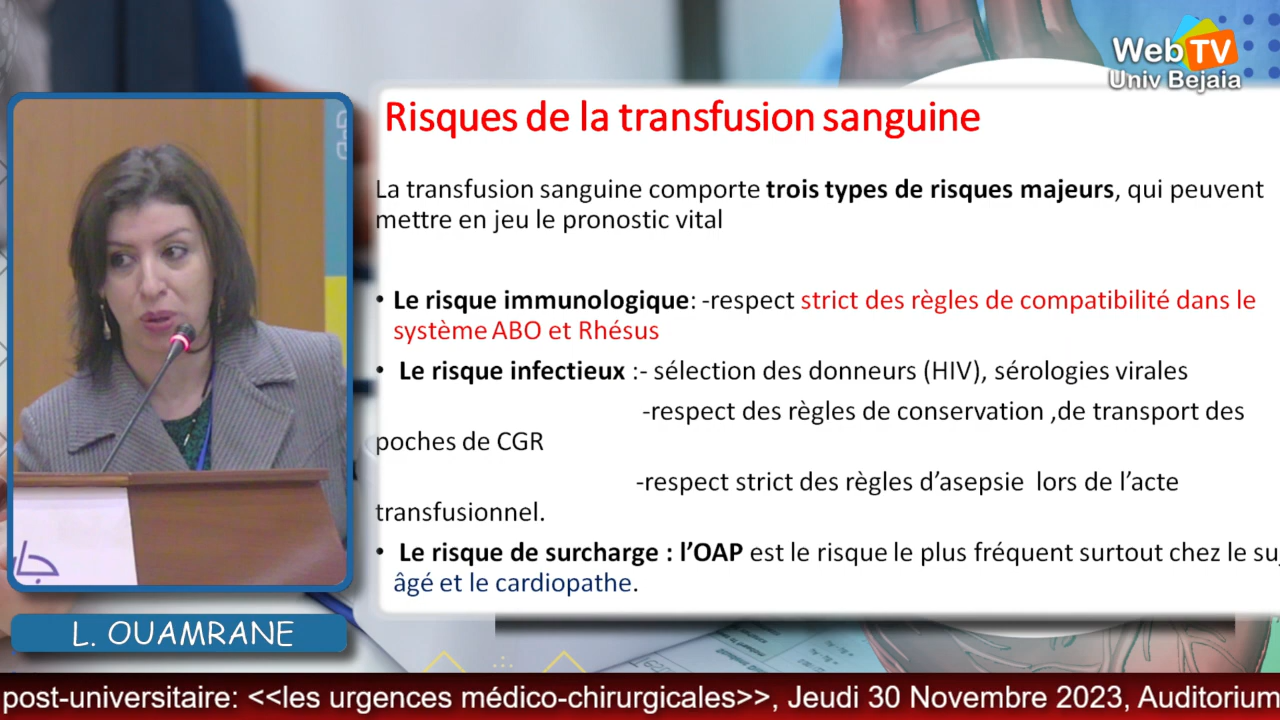 WebTV
Univ Bejaia
Risques de la transfusion sanguine
La transfusion sanguine comporte trois types de risques majeurs, qui peuvent
mettre en jeu le pronostic vital
• Le risque immunologique: -respect strict des règles de compatibilité dans le
système ABO et Rhésus
• Le risque infectieux :- sélection des donneurs (HIV), sérologies virales
-respect des règles de conservation ,de transport des
poches de CGR
-respect strict des règles d’asepsie lors de l’acte
transfusionnel.
• Le risque de surcharge : l’OAP est le risque le plus fréquent surtout chez le
âgé et le cardiopathe.
L. OUAMRANE
post-universitaire: <<les urgences médico-chirurgicales>>, Jeudi 30 Novembre 2023, Auditorium